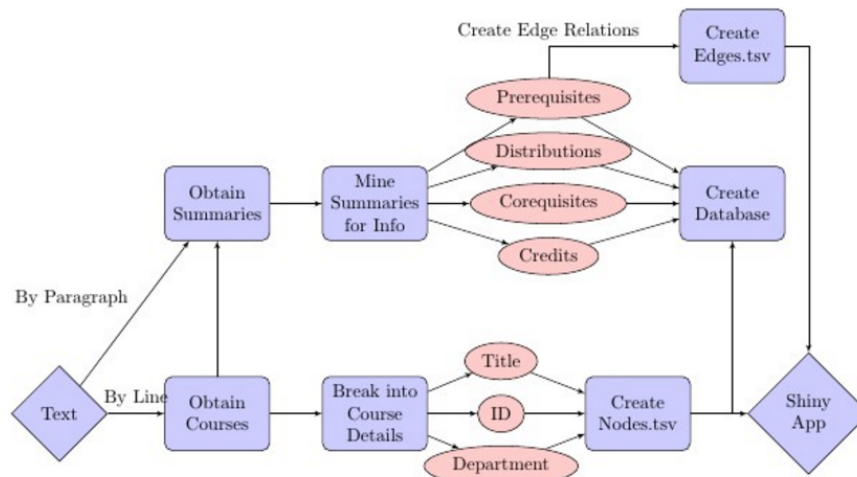 Create Edge Relations
Create
Edges.tsv
Prerequisites
Distributions
Obtain
Summaries
Mine
Summaries
for Info
Corequisites
Create
Database
Credits
By Paragraph
Title
Text
By Line
Obtain
Courses
Break into
Course
Details
ID
Create
Nodes.tsv
Shiny
App
Department